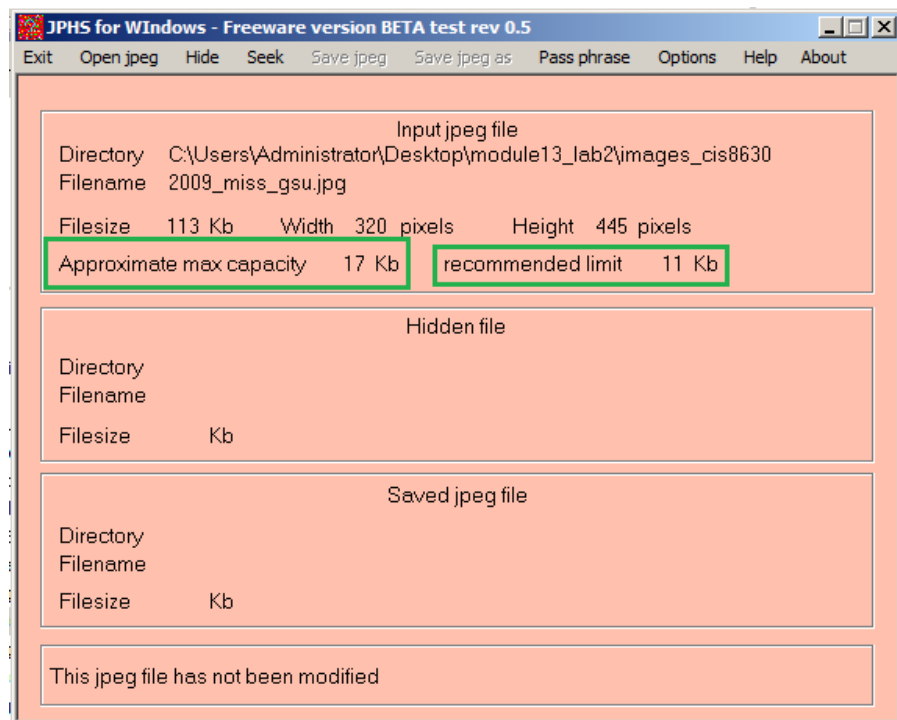 JPHS for WIndows - Freeware version BETA test rev 0.5
Exit Open jpeg Hide Seek Save jpeg Save jpeg as Pass phrase Options Help About
Input jpeg file
Directory C:\Users\Administrator\Desktop\module13_lab2\images_cis8630
Filename 2009_miss_gsu.jpg
Filesize 113 Kb Width 320 pixels Height 445 pixels
Approximate max capacity 17 Kb recommended limit 11 Kb
Hidden file
Directory
Filename
Filesize Kb
Saved jpeg file
Directory
Filename
Filesize Kb
This jpeg file has not been modified